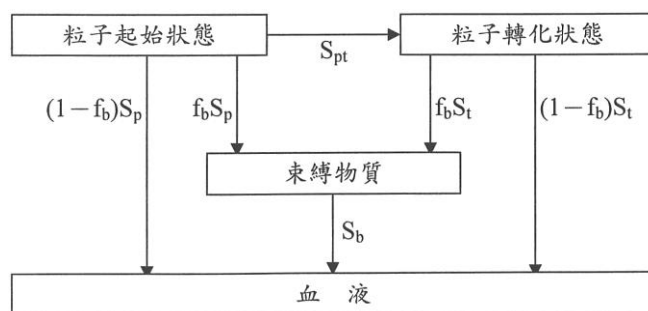 粒子起始狀態
S_pt
粒子轉化狀態
(1－f_b)S_p
f_bS_p
f_bS_t
(1－f_b)S_t
束縛物質
S_b
血 液